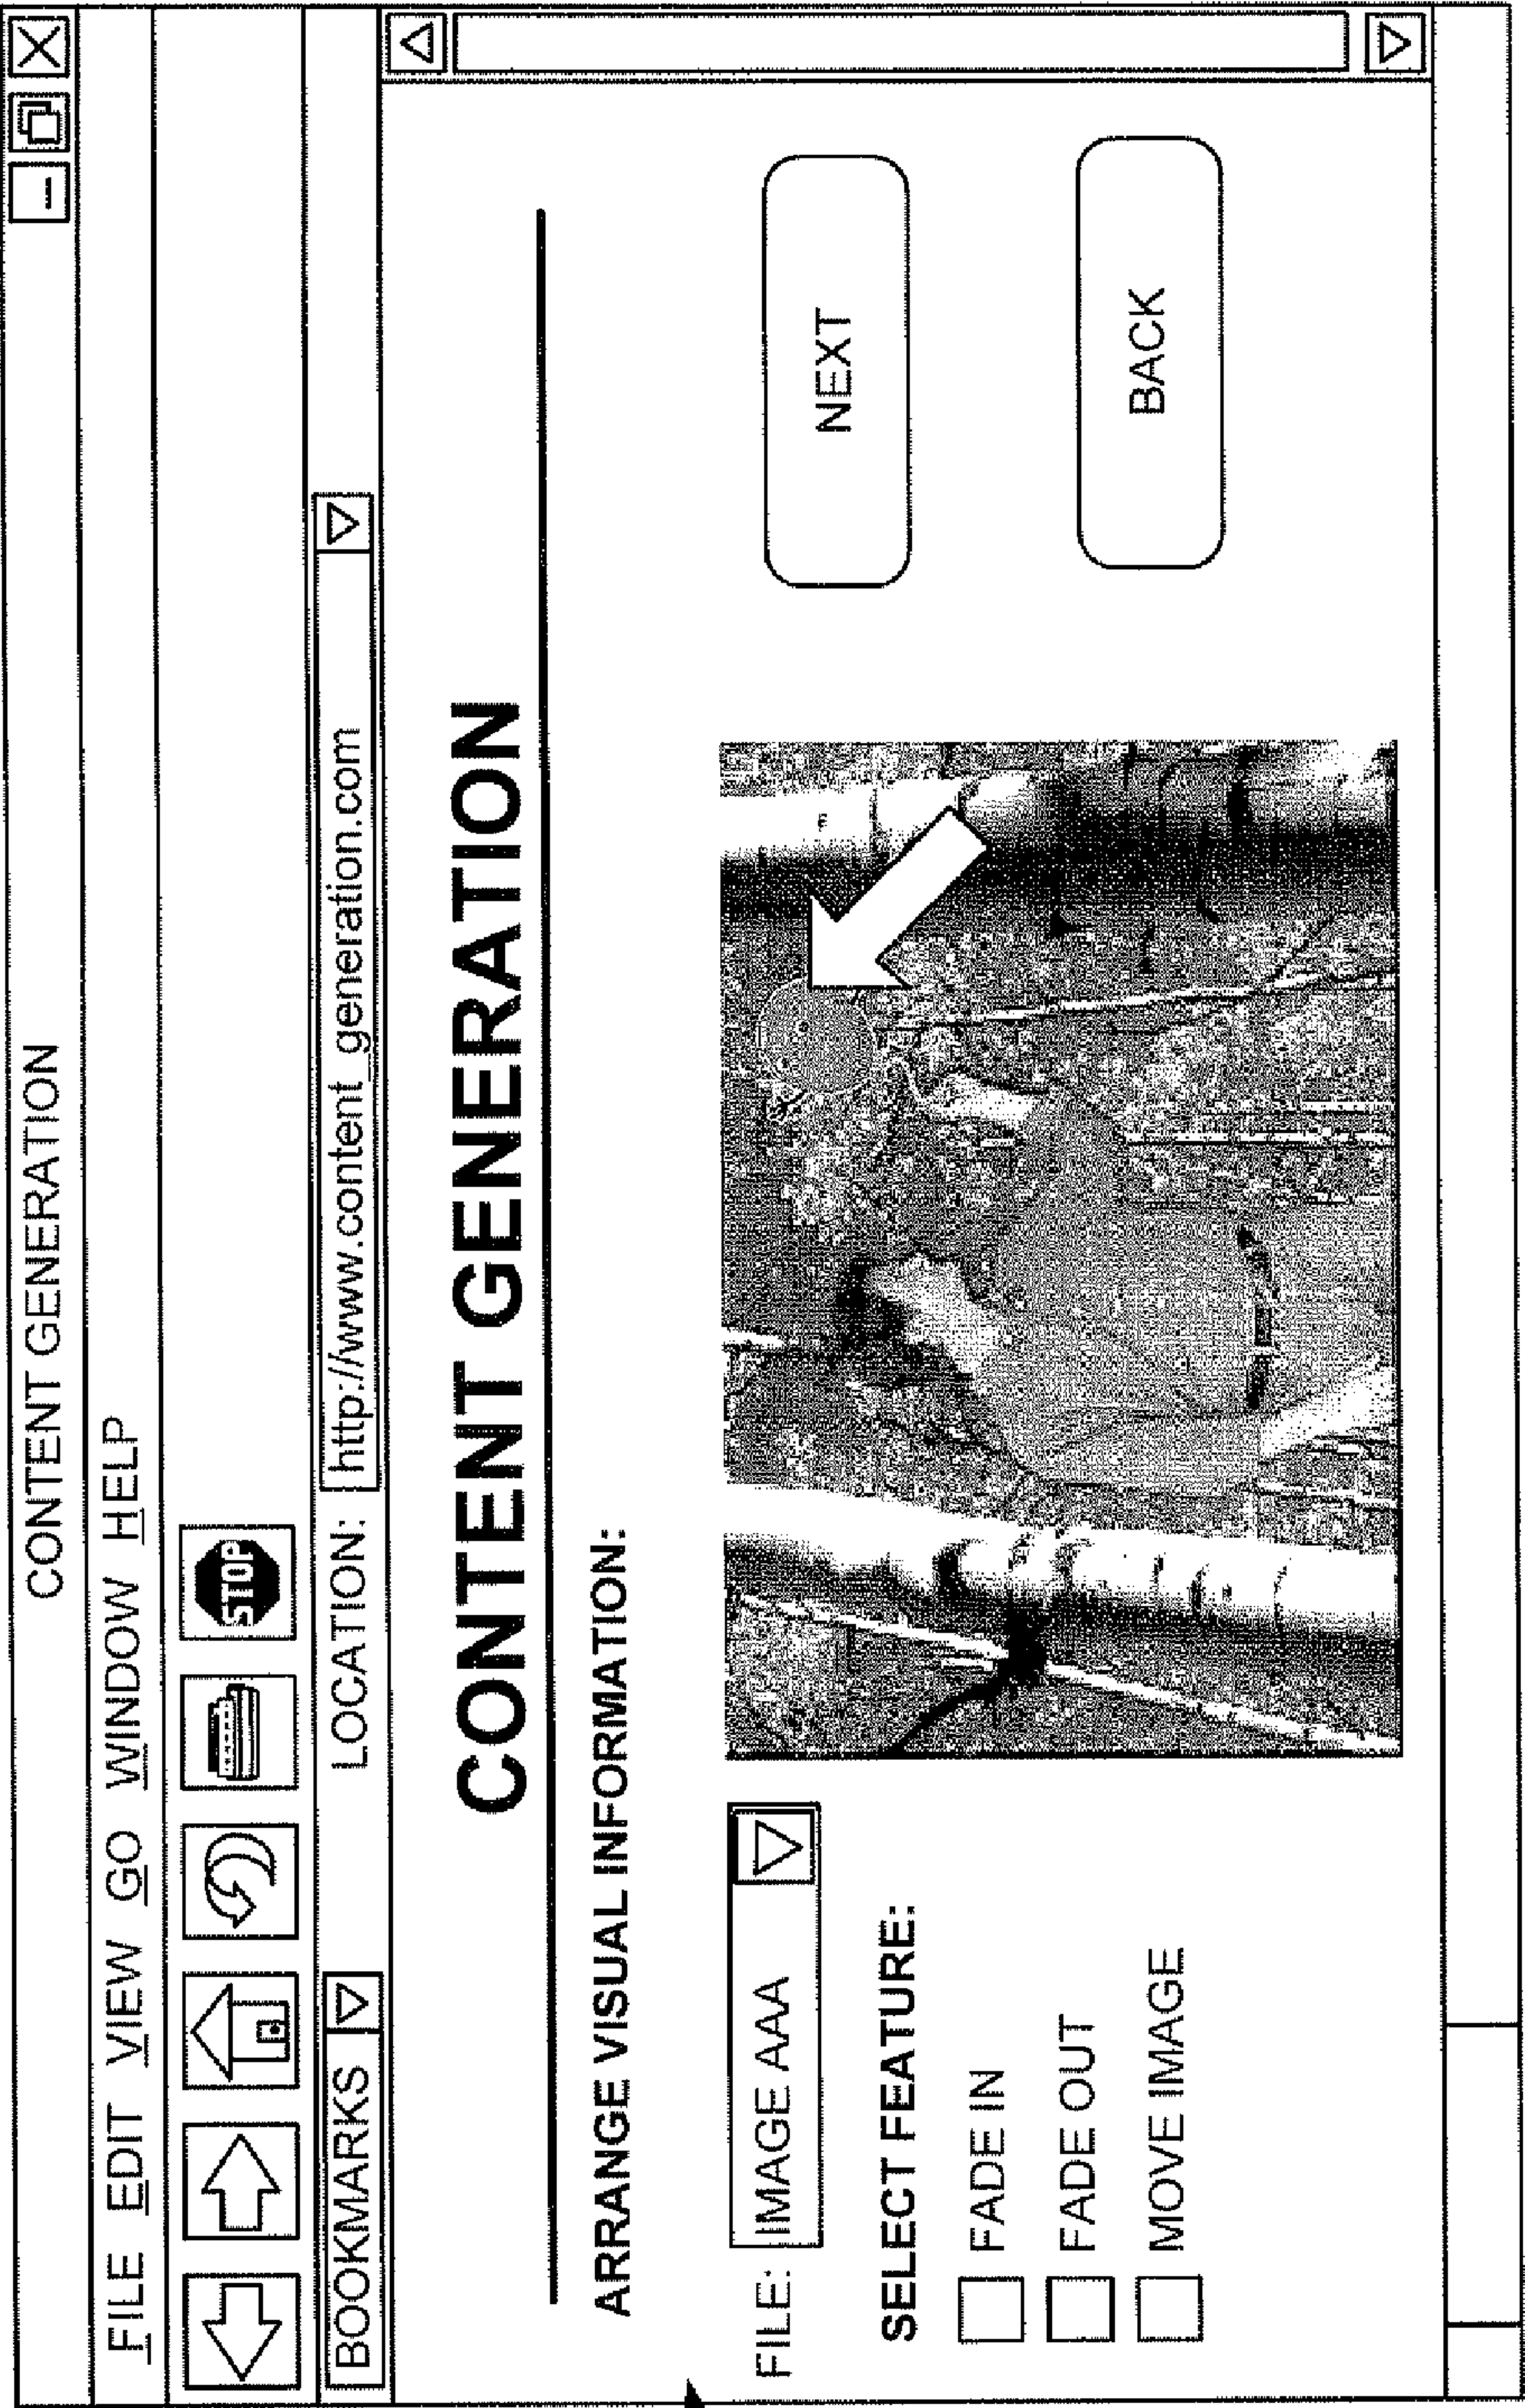 CONTENT GENERATION
FILE EDIT VIEW GO WINDOW HELP
STOP
BOOKMARKS LOCATION: http://www.content_generation.com
CONTENT GENERATION
ARRANGE VISUAL INFORMATION:
FILE: IMAGE AAA
SELECT FEATURE:
FADE IN
FADE OUT
MOVE IMAGE
NEXT
BACK